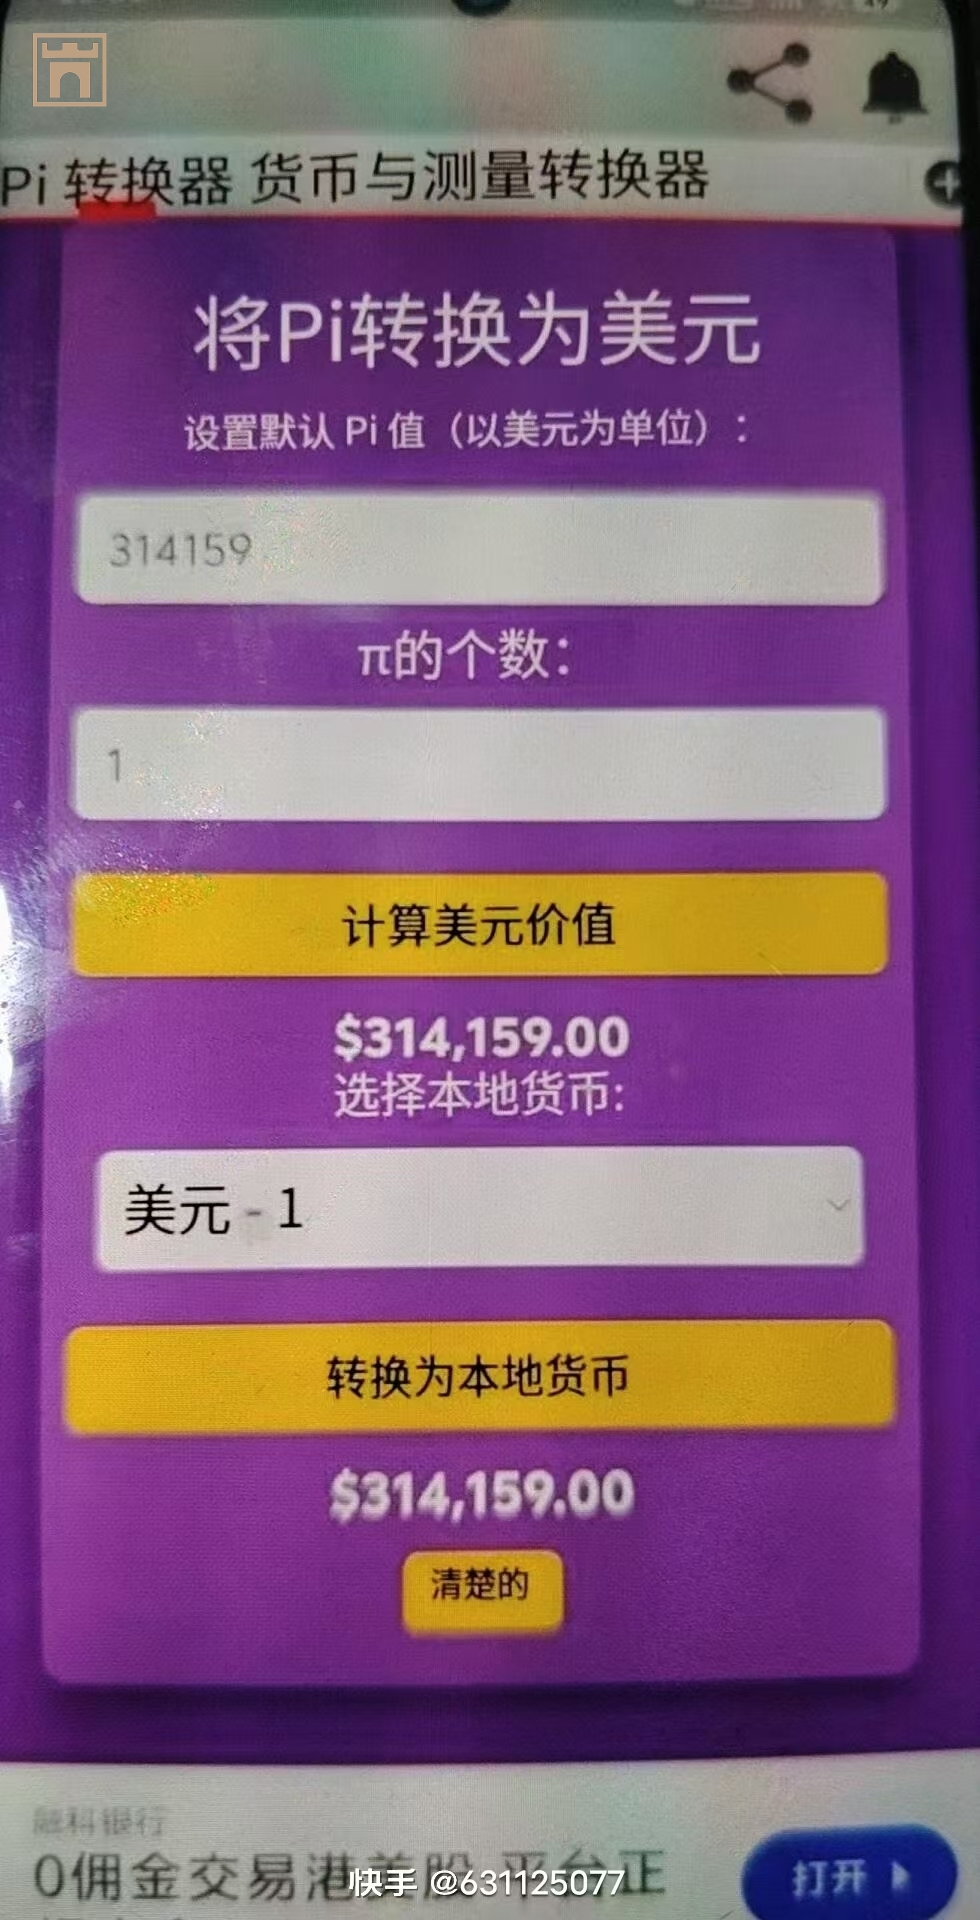 Pi 转换器 货币与测量转换器
将Pi转换为美元
设置默认 Pi 值（以美元为单位）：
314159
π的个数：
1
计算美元价值
$314,159.00
选择本地货币:
美元 - 1
转换为本地货币
$314,159.00
清楚的
融科银行
0佣金交易港美股 平台正
打开
快手 @631125077